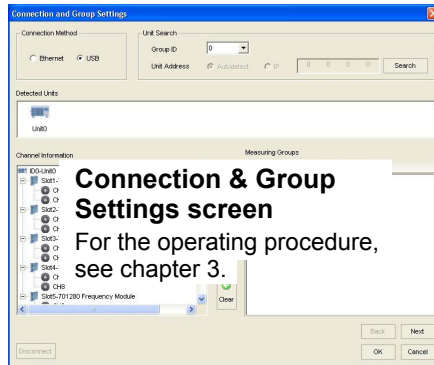 Connection and Group Settings
Connection Method
Ethernet
USB
Unit Search
Group ID
0
Unit Address
Autodetect
IP
0 . 0 . 0 . 0
Search
Detected Units
Unit0
Channel Information
Measuring Groups
ID0-Unit0
Slot1-
Slot2-
Slot3-
Slot4-
CH8
Slot5-701280 Frequency Module
Connection & Group
Settings screen
For the operating procedure,
see chapter 3.
Clear
Back
Next
Disconnect
OK
Cancel